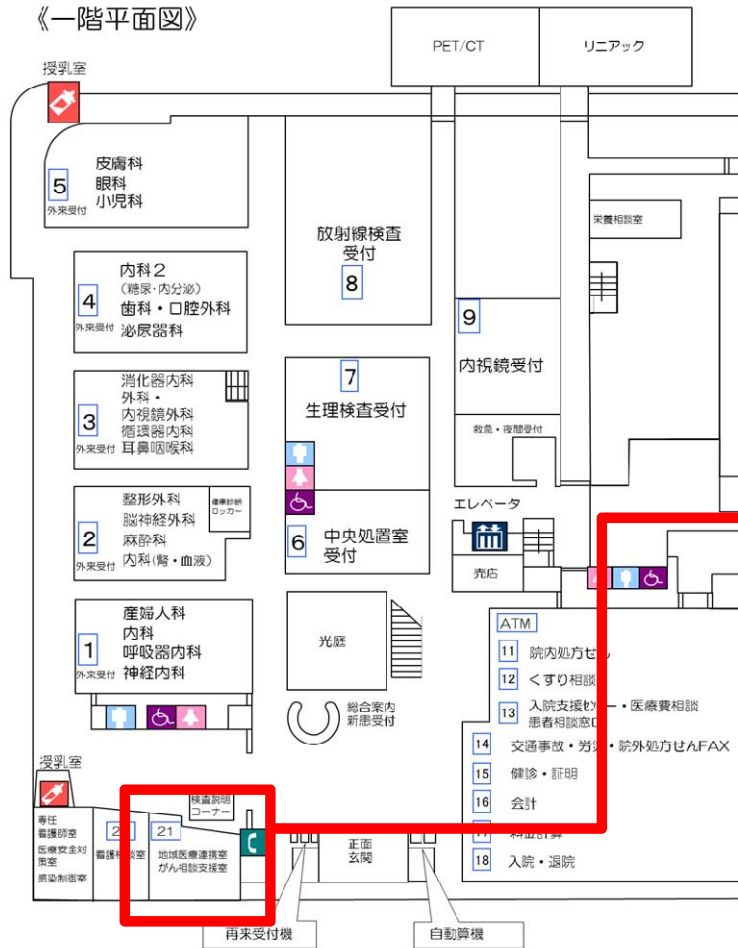 《一階平面図》
PET/CT
リニアック
授乳室
5
外来受付
皮膚科
眼科
小児科
放射線検査
受付
8
栄養相談室
4
外来受付
内科2
(糖尿・内分泌)
歯科・口腔外科
泌尿器科
9
内視鏡受付
救急・夜間受付
3
外来受付
消化器内科
外科・
内視鏡外科
循環器内科
耳鼻咽喉科
7
生理検査受付
2
外来受付
整形外科
脳神経外科
麻酔科
内科(腎・血液)
健康診断
ロッカー
6
中央処置室
受付
エレベータ
売店
1
外来受付
産婦人科
内科
呼吸器内科
神経内科
光庭
総合案内
新患受付
ATM
11 院内処方せん
12 くすり相談
13 入院支援センター・医療費相談
患者相談窓口
14 交通事故・労災・院外処方せんFAX
15 健診・証明
16 会計
17 料金計算
18 入院・退院
授乳室
専任
看護師室
医療安全対
策室
感染制御室
看護相談室
21
地域医療連携室
がん相談支援室
検査説明
コーナー
正面
玄関
再来受付機
自動算機